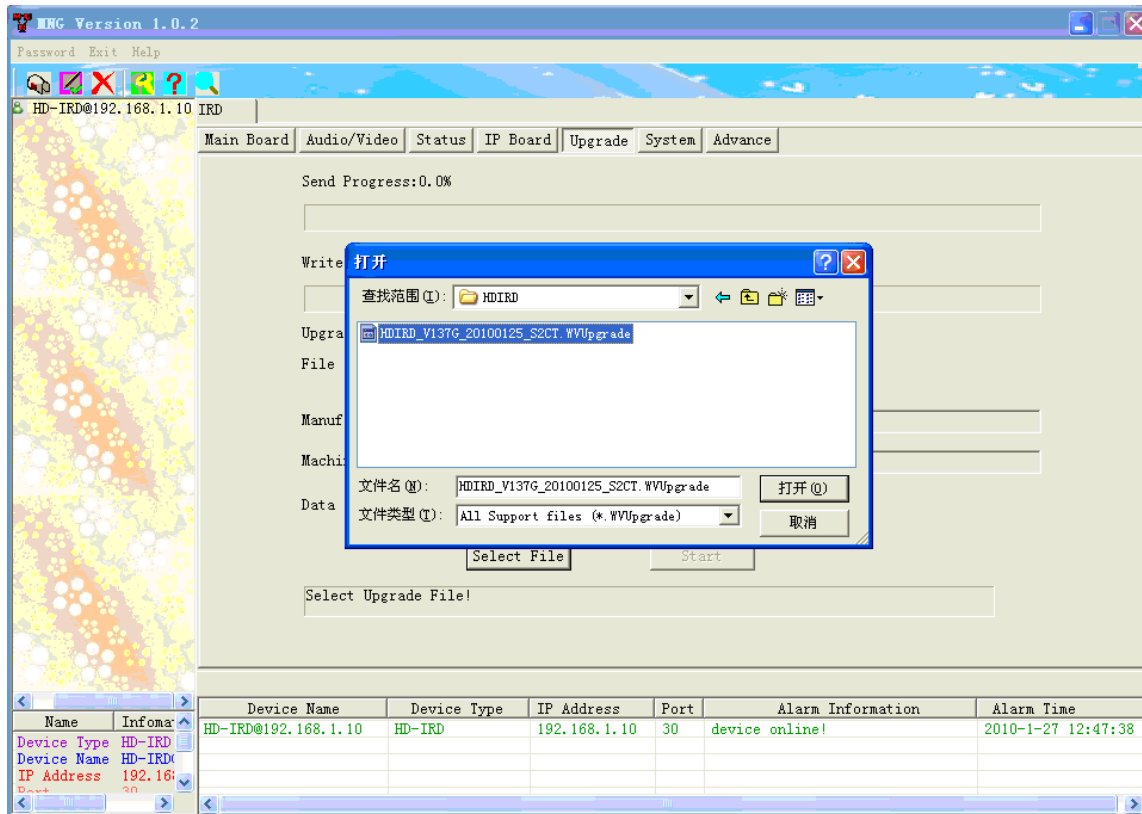 MNG Version 1.0.2
Password Exit Help
HD-IRD@192.168.1.10
IRD
Main Board Audio/Video Status IP Board Upgrade System Advance
Send Progress:0.0%
Write
打开
查找范围(I): HDIRD
Upgra
HDIRD_V137G_20100125_S2CT.WVUpgrade
File
Manuf
Machi
文件名(N): HDIRD_V137G_20100125_S2CT.WVUpgrade 打开(O)
Data
文件类型(T): All Support files (*.WVUpgrade) 取消
Select File Start
Select Upgrade File!
Device Name Device Type IP Address Port Alarm Information Alarm Time
HD-IRD@192.168.1.10 HD-IRD 192.168.1.10 30 device online! 2010-1-27 12:47:38
Name Infoma
Device Type HD-IRD
Device Name HD-IRD@
IP Address 192.16
Port 30